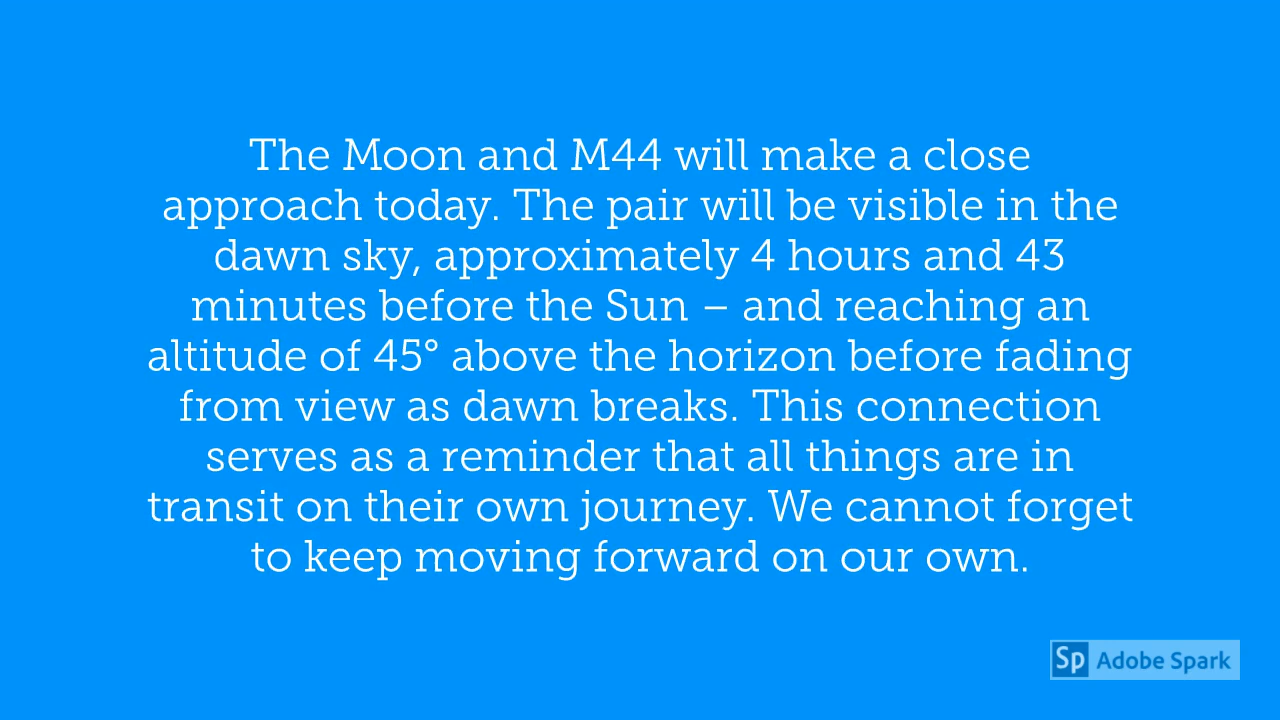 The Moon and M44 will make a close
approach today. The pair will be visible in the
dawn sky, approximately 4 hours and 43
minutes before the Sun – and reaching an
altitude of 45° above the horizon before fading
from view as dawn breaks. This connection
serves as a reminder that all things are in
transit on their own journey. We cannot forget
to keep moving forward on our own.
Sp Adobe Spark